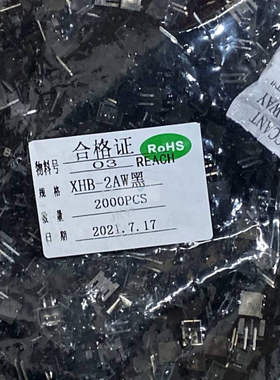 合格证
RoHS
物料号 03 REACH
规格 XHB-2AW黑
数量 2000PCS
日期 2021.7.17